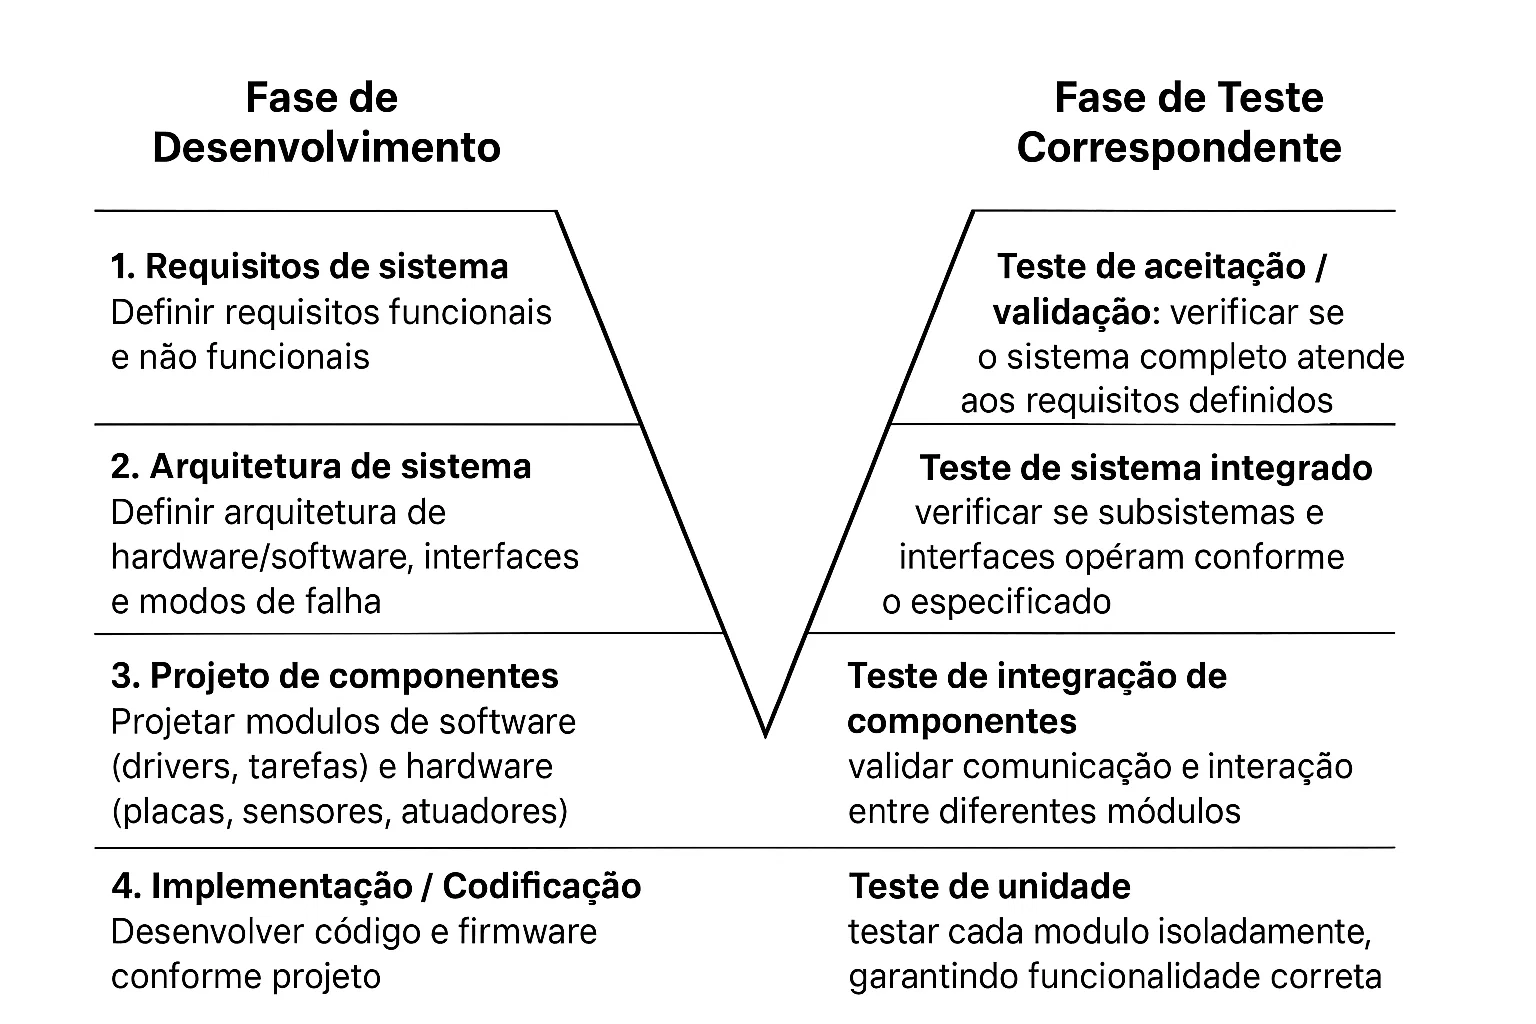 Fase de
Desenvolvimento
Fase de Teste
Correspondente
1. Requisitos de sistema
Definir requisitos funcionais
e não funcionais
Teste de aceitação /
validação: verificar se
o sistema completo atende
aos requisitos definidos
2. Arquitetura de sistema
Definir arquitetura de
hardware/software, interfaces
e modos de falha
Teste de sistema integrado
verificar se subsistemas e
interfaces opéram conforme
o especificado
3. Projeto de componentes
Projetar modulos de software
(drivers, tarefas) e hardware
(placas, sensores, atuadores)
Teste de integração de
componentes
validar comunicação e interação
entre diferentes módulos
4. Implementação / Codificação
Desenvolver código e firmware
conforme projeto
Teste de unidade
testar cada modulo isoladamente,
garantindo funcionalidade correta